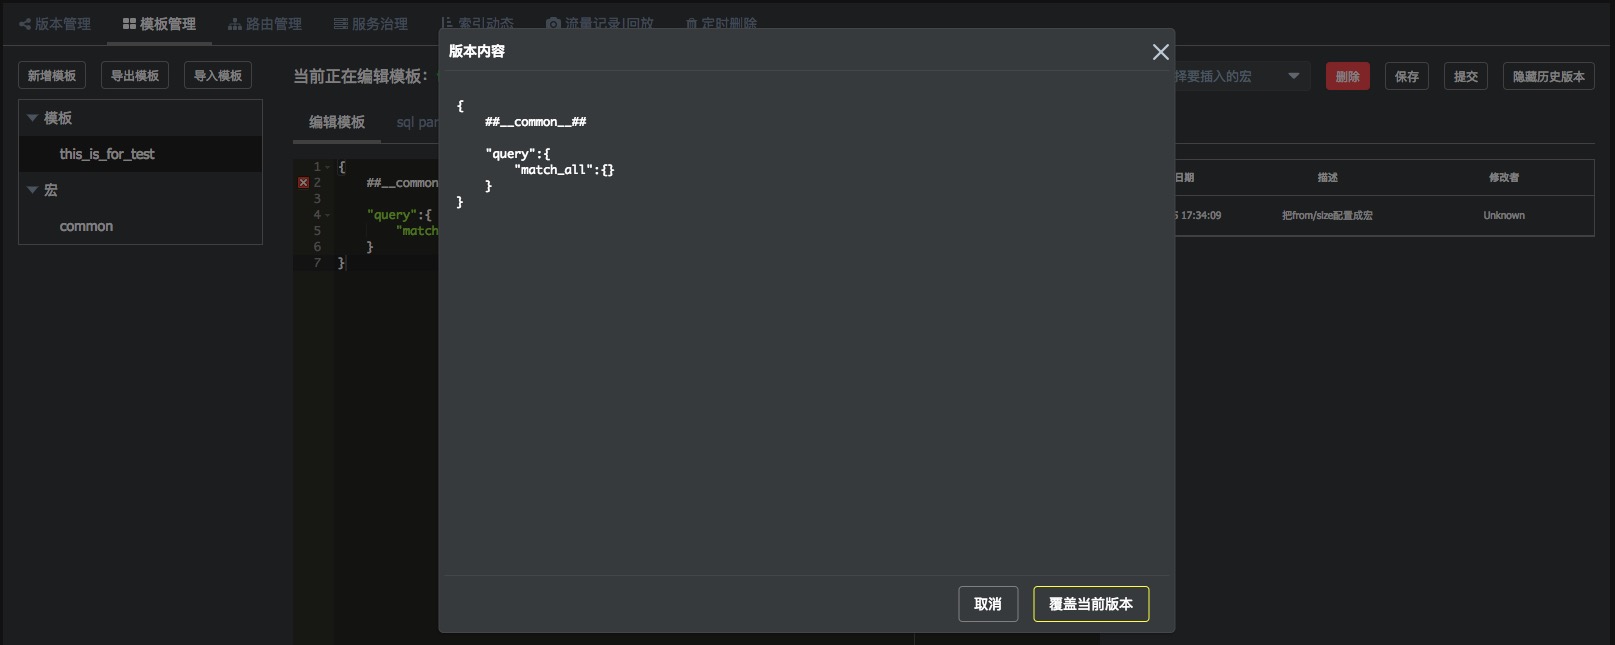 版本管理 模板管理 路由管理 服务治理 索引动态 流量记录|回放 定时删除
版本内容
新增模板 导出模板 导入模板 当前正在编辑模板： 择要插入的宏 删除 保存 提交 隐藏历史版本
模板
this_is_for_test
宏
common
编辑模板 sql par
1 {
2 ##__common
3
4 "query":{
5 "match
6 }
7 }
{
##__common__##
"query":{
"match_all":{}
}
}
日期 描述 修改者
17:34:09 把from/size配置成宏 Unknown
取消 覆盖当前版本